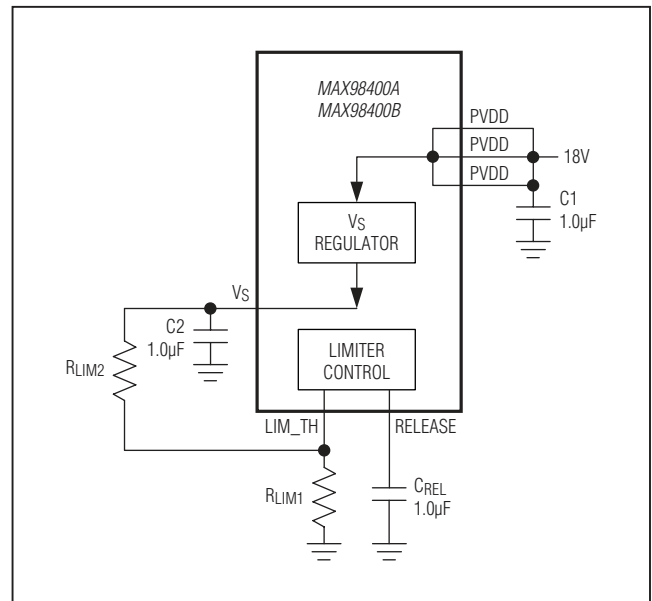 MAX98400A
MAX98400B
PVDD
PVDD
18V
PVDD
C1
1.0µF
VS
REGULATOR
VS
C2
1.0µF
RLIM2
LIMITER
CONTROL
LIM_TH
RELEASE
RLIM1
CREL
1.0µF